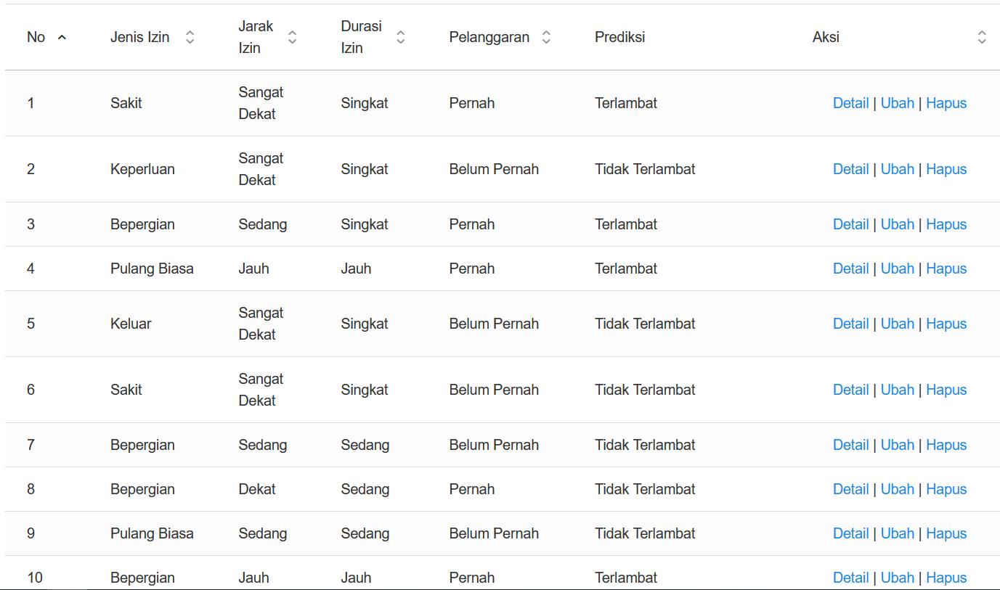 No Jenis Izin Jarak Izin Durasi Izin Pelanggaran Prediksi Aksi
1 Sakit Sangat Dekat Singkat Pernah Terlambat Detail | Ubah | Hapus
2 Keperluan Sangat Dekat Singkat Belum Pernah Tidak Terlambat Detail | Ubah | Hapus
3 Bepergian Sedang Singkat Pernah Terlambat Detail | Ubah | Hapus
4 Pulang Biasa Jauh Jauh Pernah Terlambat Detail | Ubah | Hapus
5 Keluar Sangat Dekat Singkat Belum Pernah Tidak Terlambat Detail | Ubah | Hapus
6 Sakit Sangat Dekat Singkat Belum Pernah Tidak Terlambat Detail | Ubah | Hapus
7 Bepergian Sedang Sedang Belum Pernah Tidak Terlambat Detail | Ubah | Hapus
8 Bepergian Dekat Sedang Pernah Tidak Terlambat Detail | Ubah | Hapus
9 Pulang Biasa Sedang Sedang Belum Pernah Tidak Terlambat Detail | Ubah | Hapus
10 Bepergian Jauh Jauh Pernah Terlambat Detail | Ubah | Hapus